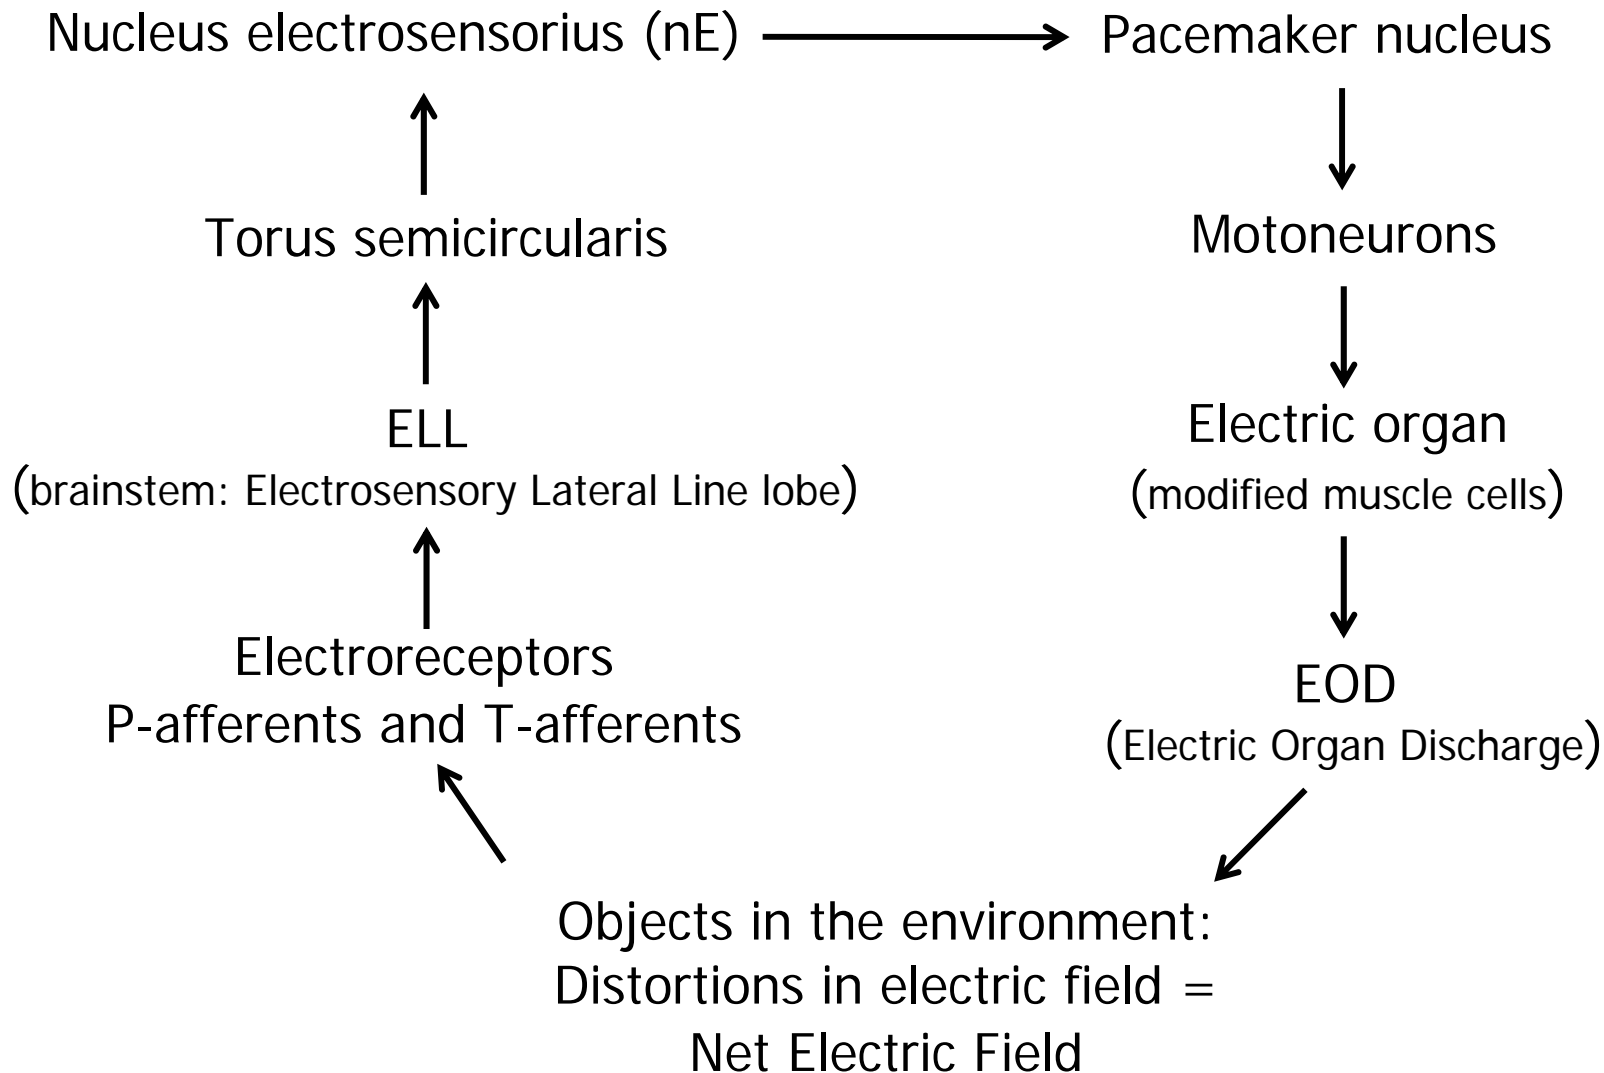 Nucleus electrosensorius (nE)
Pacemaker nucleus
Torus semicircularis
Motoneurons
ELL
(brainstem: Electrosensory Lateral Line lobe)
Electric organ
(modified muscle cells)
Electroreceptors
P-afferents and T-afferents
EOD
(Electric Organ Discharge)
Objects in the environment:
Distortions in electric field =
Net Electric Field